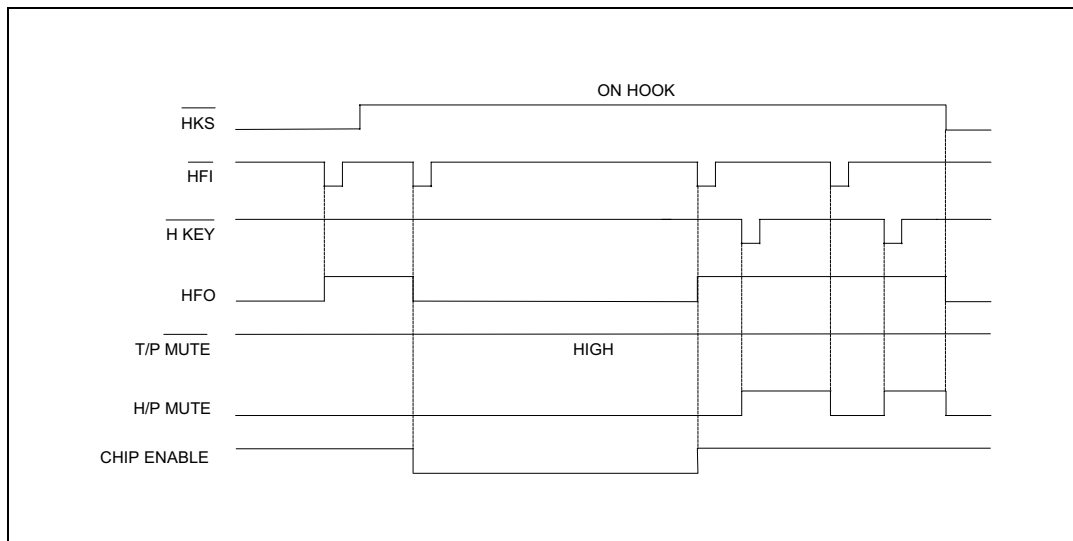 ON HOOK
HKS
HFI
H KEY
HFO
T/P MUTE
HIGH
H/P MUTE
CHIP ENABLE